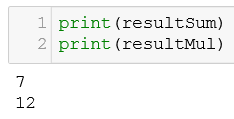 1 print(resultSum)
2 print(resultMul)
7
12